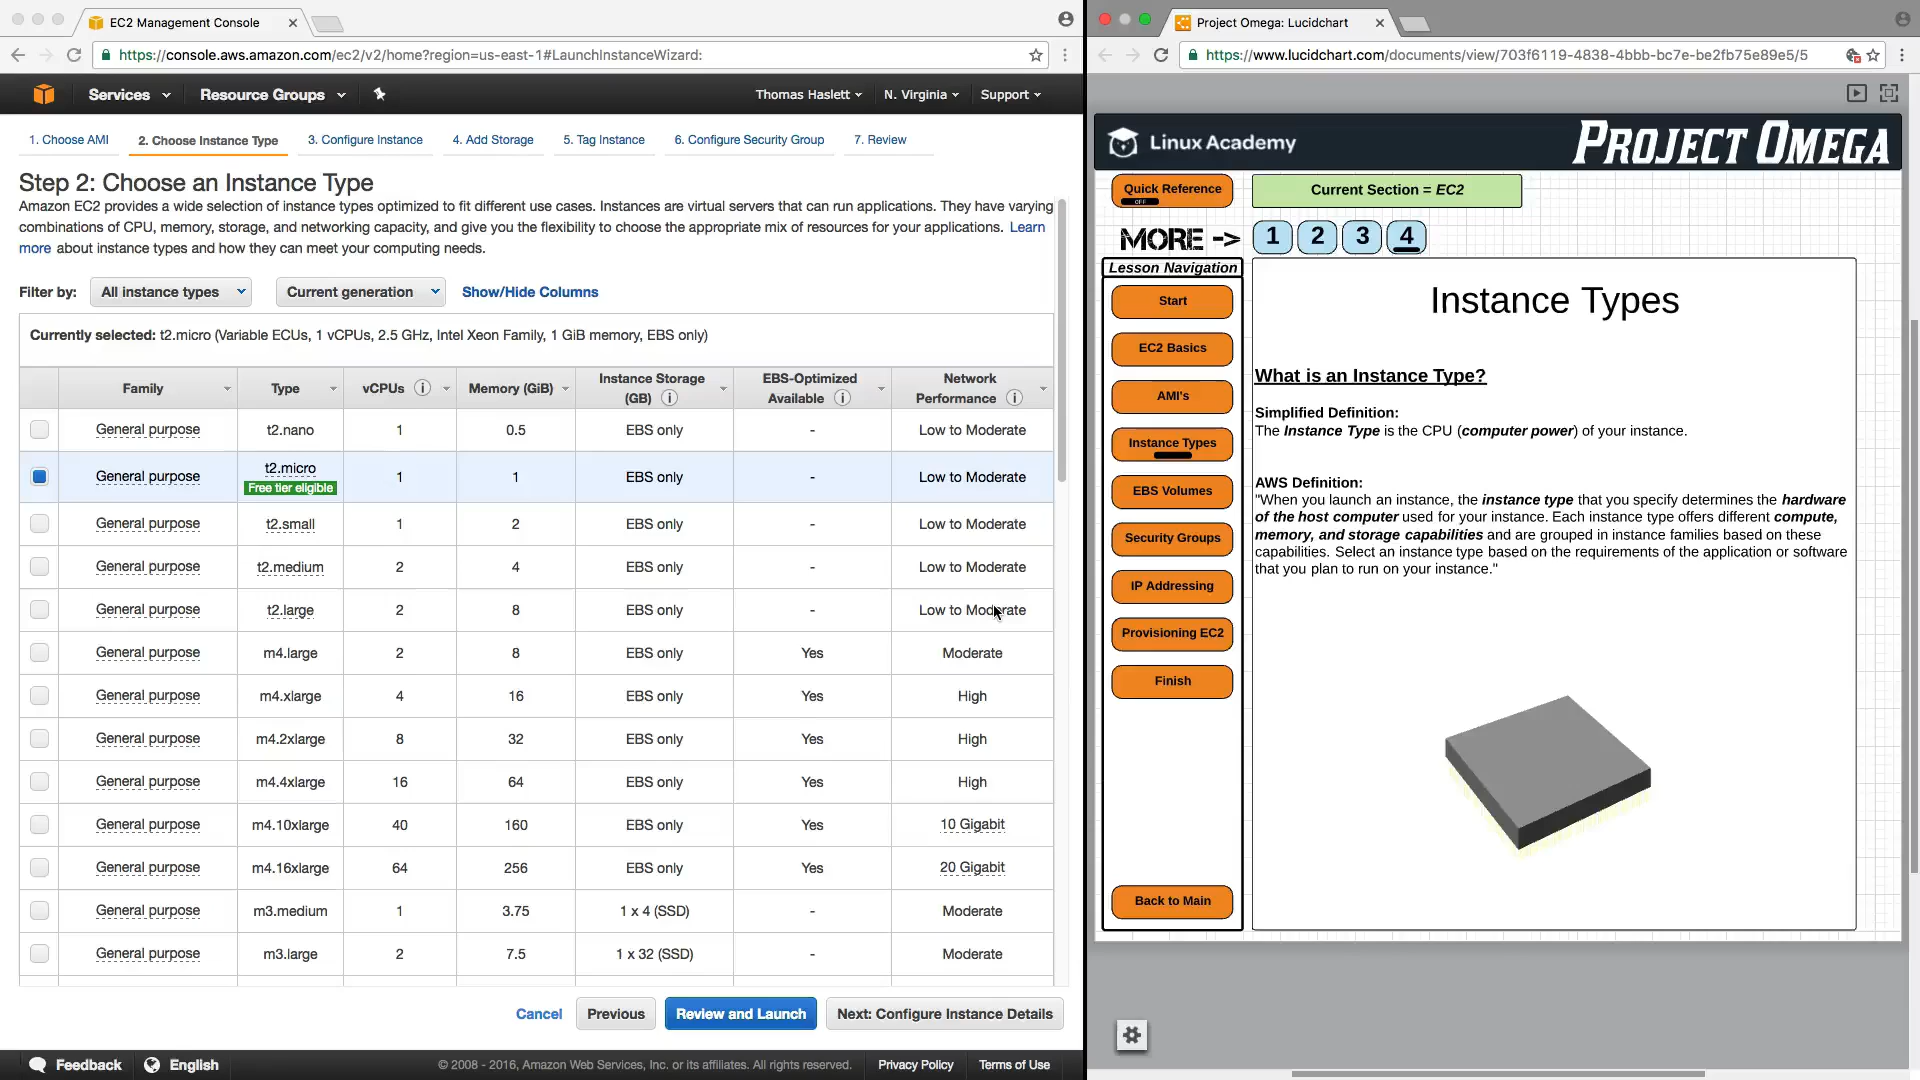 EC2 Management Console
https://console.aws.amazon.com/ec2/v2/home?region=us-east-1#LaunchInstanceWizard:
Services
Resource Groups
Thomas Haslett
N. Virginia
Support
1. Choose AMI
2. Choose Instance Type
3. Configure Instance
4. Add Storage
5. Tag Instance
6. Configure Security Group
7. Review
Step 2: Choose an Instance Type
Amazon EC2 provides a wide selection of instance types optimized to fit different use cases. Instances are virtual servers that can run applications. They have varying
combinations of CPU, memory, storage, and networking capacity, and give you the flexibility to choose the appropriate mix of resources for your applications. Learn
more about instance types and how they can meet your computing needs.
Filter by: All instance types Current generation Show/Hide Columns
Currently selected: t2.micro (Variable ECUs, 1 vCPUs, 2.5 GHz, Intel Xeon Family, 1 GiB memory, EBS only)
Family Type vCPUs Memory (GiB) Instance Storage (GB) EBS-Optimized Available Network Performance
General purpose t2.nano 1 0.5 EBS only - Low to Moderate
General purpose t2.micro 1 1 EBS only - Low to Moderate
Free tier eligible
General purpose t2.small 1 2 EBS only - Low to Moderate
General purpose t2.medium 2 4 EBS only - Low to Moderate
General purpose t2.large 2 8 EBS only - Low to Moderate
General purpose m4.large 2 8 EBS only Yes Moderate
General purpose m4.xlarge 4 16 EBS only Yes High
General purpose m4.2xlarge 8 32 EBS only Yes High
General purpose m4.4xlarge 16 64 EBS only Yes High
General purpose m4.10xlarge 40 160 EBS only Yes 10 Gigabit
General purpose m4.16xlarge 64 256 EBS only Yes 20 Gigabit
General purpose m3.medium 1 3.75 1 x 4 (SSD) - Moderate
General purpose m3.large 2 7.5 1 x 32 (SSD) - Moderate
Cancel Previous Review and Launch Next: Configure Instance Details
Feedback English © 2008 - 2016, Amazon Web Services, Inc. or its affiliates. All rights reserved. Privacy Policy Terms of Use
Project Omega: Lucidchart
https://www.lucidchart.com/documents/view/703f6119-4838-4bbb-bc7e-be2fb75e89e5/5
Linux Academy
PROJECT OMEGA
Quick Reference
OFF
Current Section = EC2
MORE -> 1 2 3 4
Lesson Navigation
Start
EC2 Basics
AMI's
Instance Types
EBS Volumes
Security Groups
IP Addressing
Provisioning EC2
Finish
Back to Main
Instance Types
What is an Instance Type?
Simplified Definition:
The Instance Type is the CPU (computer power) of your instance.
AWS Definition:
"When you launch an instance, the instance type that you specify determines the hardware
of the host computer used for your instance. Each instance type offers different compute,
memory, and storage capabilities and are grouped in instance families based on these
capabilities. Select an instance type based on the requirements of the application or software
that you plan to run on your instance."